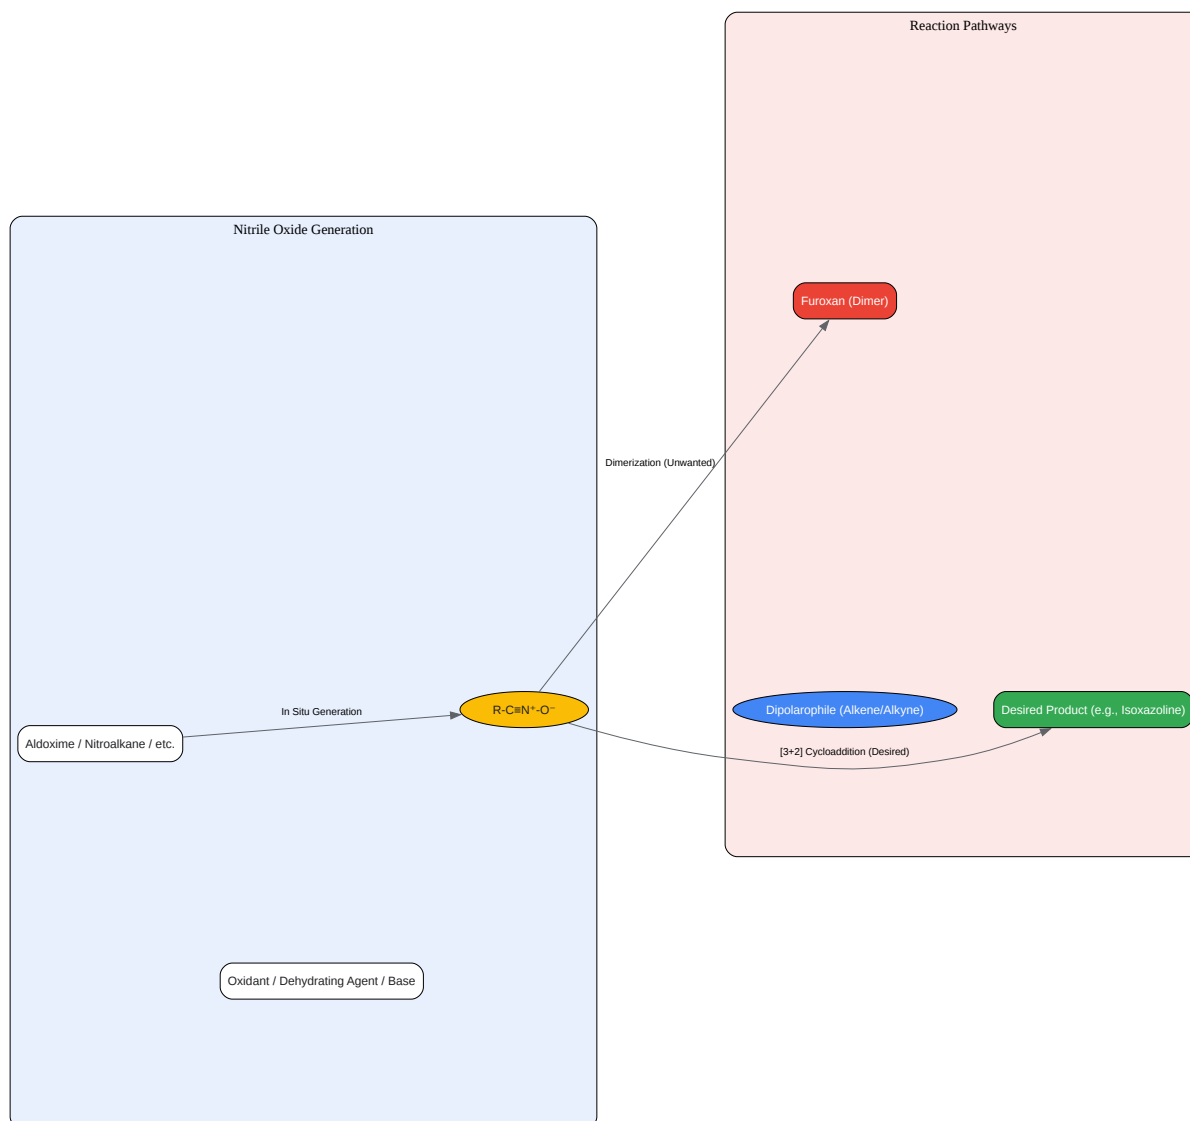 Reaction Pathways
Nitrile Oxide Generation
Furoxan (Dimer)
Dimerization (Unwanted)
In Situ Generation
R-C≡N⁺-O⁻
Dipolarophile (Alkene/Alkyne)
Desired Product (e.g., Isoxazoline)
Aldoxime / Nitroalkane / etc.
[3+2] Cycloaddition (Desired)
Oxidant / Dehydrating Agent / Base